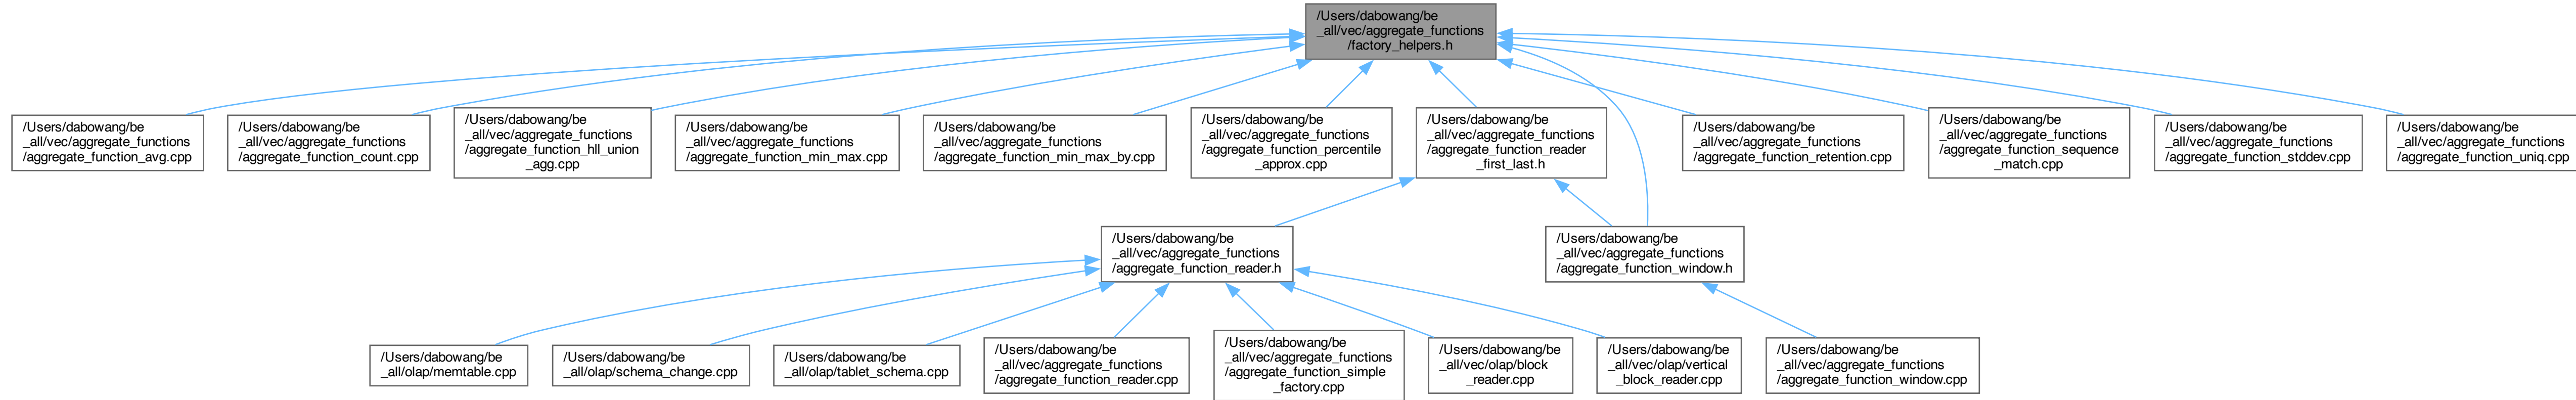 /Users/dabowang/be
_all/vec/aggregate_functions
/factory_helpers.h
/Users/dabowang/be
_all/vec/aggregate_functions
/aggregate_function_avg.cpp
/Users/dabowang/be
_all/vec/aggregate_functions
/aggregate_function_count.cpp
/Users/dabowang/be
_all/vec/aggregate_functions
/aggregate_function_hll_union
_agg.cpp
/Users/dabowang/be
_all/vec/aggregate_functions
/aggregate_function_min_max.cpp
/Users/dabowang/be
_all/vec/aggregate_functions
/aggregate_function_min_max_by.cpp
/Users/dabowang/be
_all/vec/aggregate_functions
/aggregate_function_percentile
_approx.cpp
/Users/dabowang/be
_all/vec/aggregate_functions
/aggregate_function_reader
_first_last.h
/Users/dabowang/be
_all/vec/aggregate_functions
/aggregate_function_retention.cpp
/Users/dabowang/be
_all/vec/aggregate_functions
/aggregate_function_sequence
_match.cpp
/Users/dabowang/be
_all/vec/aggregate_functions
/aggregate_function_stddev.cpp
/Users/dabowang/be
_all/vec/aggregate_functions
/aggregate_function_uniq.cpp
/Users/dabowang/be
_all/vec/aggregate_functions
/aggregate_function_reader.h
/Users/dabowang/be
_all/vec/aggregate_functions
/aggregate_function_window.h
/Users/dabowang/be
_all/olap/memtable.cpp
/Users/dabowang/be
_all/olap/schema_change.cpp
/Users/dabowang/be
_all/olap/tablet_schema.cpp
/Users/dabowang/be
_all/vec/aggregate_functions
/aggregate_function_reader.cpp
/Users/dabowang/be
_all/vec/aggregate_functions
/aggregate_function_simple
_factory.cpp
/Users/dabowang/be
_all/vec/olap/block
_reader.cpp
/Users/dabowang/be
_all/vec/olap/vertical
_block_reader.cpp
/Users/dabowang/be
_all/vec/aggregate_functions
/aggregate_function_window.cpp